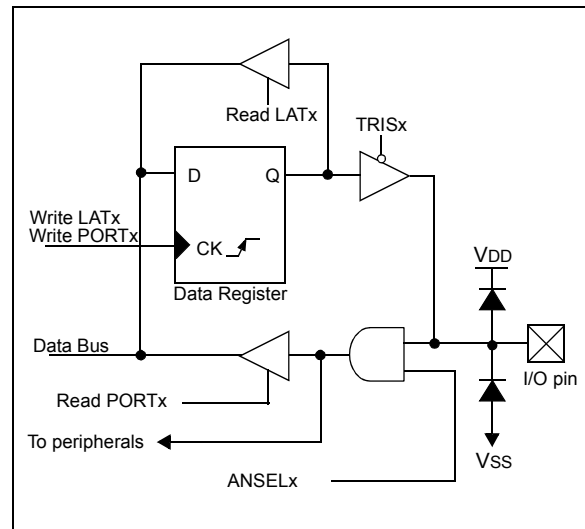 Read LATx
TRISx
D
Q
Write LATx
Write PORTx
CK
VDD
Data Register
Data Bus
I/O pin
Read PORTx
To peripherals
VSS
ANSELx